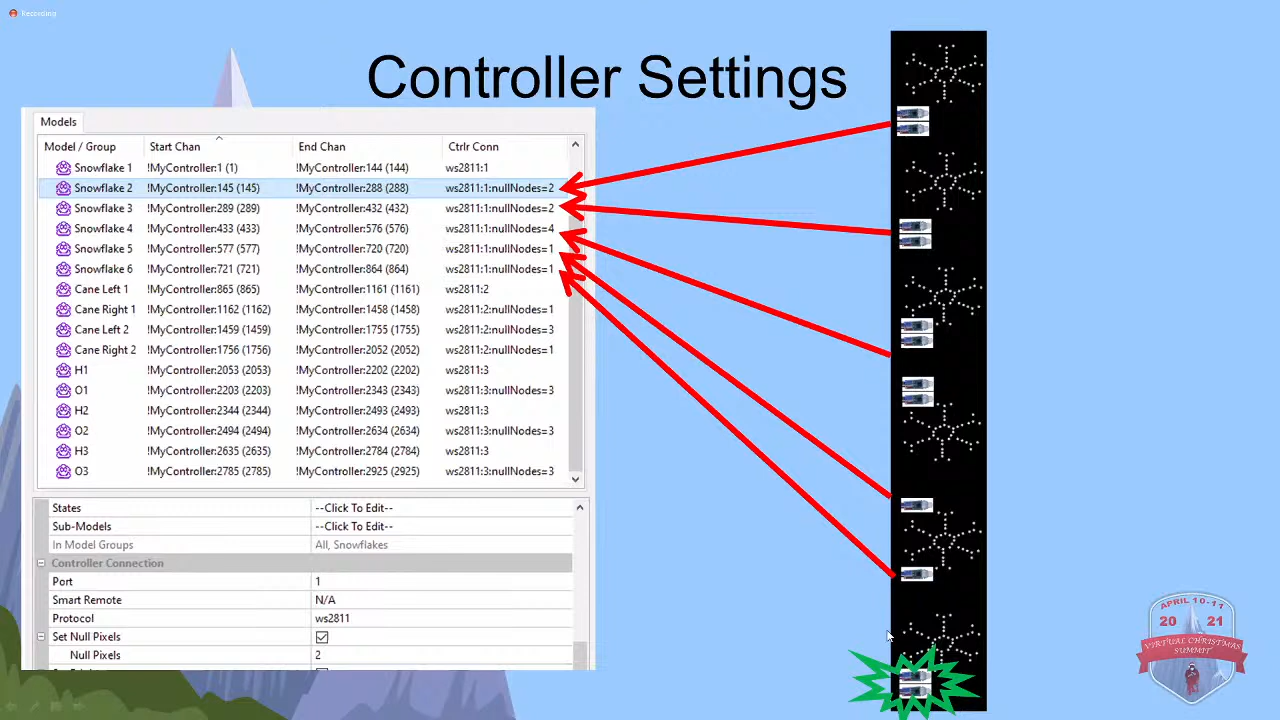 Recording
Controller Settings
Models
Model / Group Start C End Chan Ctrlr Conn
Snowflake 1 !MyController:1 (1) !MyController:144 (144) ws2811:1
Snowflake 2 !MyController:145 (145) !MyController:288 (288) ws2811:1:nullNodes=2
Snowflake 3 !MyController:289 (289) !MyController:432 (432) ws2811:1:nullNodes=2
Snowflake 4 !MyController:433 (433) !MyController:576 (576) ws2811:1:nullNodes=4
Snowflake 5 !MyController:577 (577) !MyController:720 (720) ws2811:1:nullNodes=1
Snowflake 6 !MyController:721 (721) !MyController:864 (864) ws2811:1:nullNodes=1
Cane Left 1 !MyController:865 (865) !MyController:1161 (1161) ws2811:2
Cane Right 1 !MyController:1162 (1162) !MyController:1458 (1458) ws2811:2:nullNodes=1
Cane Left 2 !MyController:1459 (1459) !MyController:1755 (1755) ws2811:2:nullNodes=3
Cane Right 2 !MyController:1756 (1756) !MyController:2052 (2052) ws2811:2:nullNodes=1
H1 !MyController:2053 (2053) !MyController:2202 (2202) ws2811:3
O1 !MyController:2203 (2203) !MyController:2343 (2343) ws2811:3:nullNodes=3
H2 !MyController:2344 (2344) !MyController:2493 (2493) ws2811:3
O2 !MyController:2494 (2494) !MyController:2634 (2634) ws2811:3:nullNodes=3
H3 !MyController:2635 (2635) !MyController:2784 (2784) ws2811:3
O3 !MyController:2785 (2785) !MyController:2925 (2925) ws2811:3:nullNodes=3
States --Click To Edit--
Sub-Models --Click To Edit--
In Model Groups All, Snowflakes
Controller Connection
Port 1
Smart Remote N/A
Protocol ws2811
Set Null Pixels
Null Pixels 2
APRIL 10-11
20 21
VIRTUAL CHRISTMAS
SUMMIT